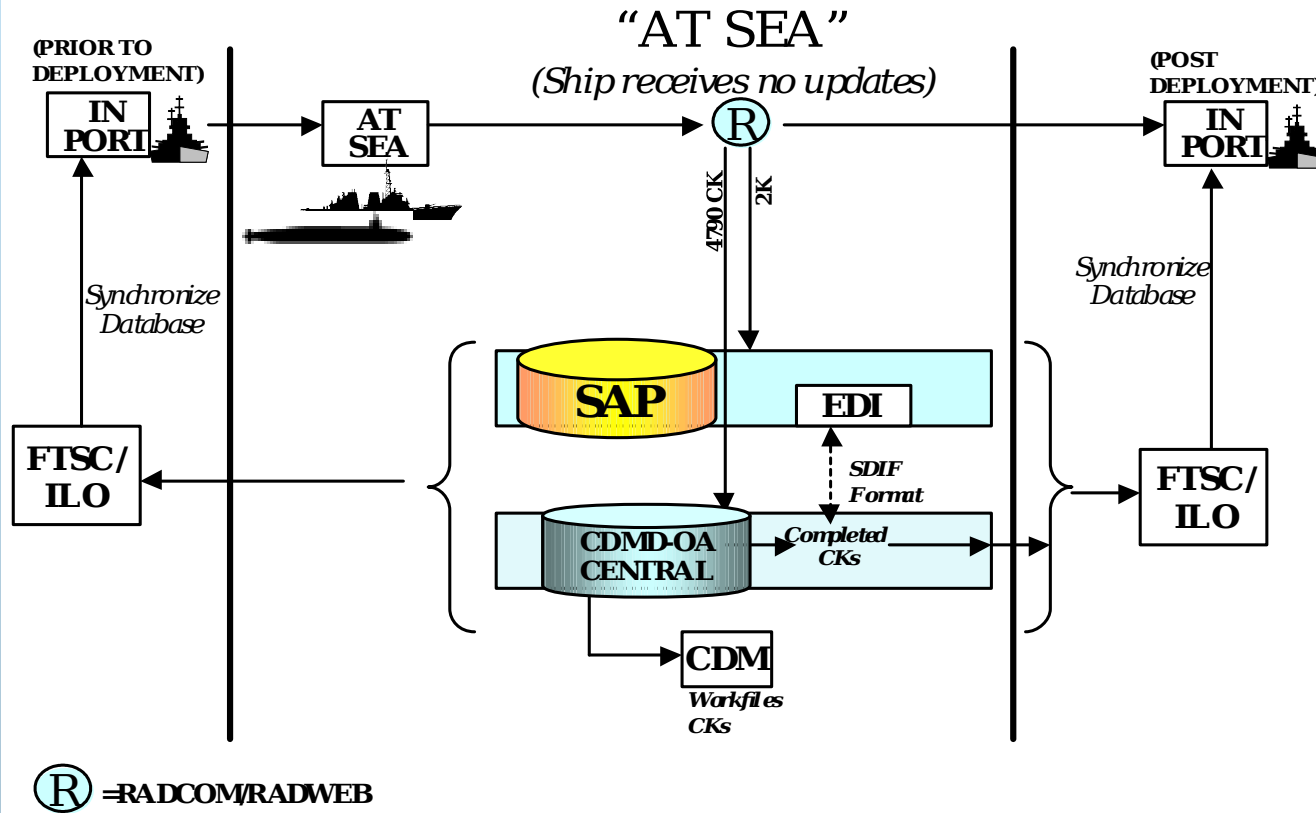 “AT SEA”
(Ship receives no updates)
(PRIOR TO
DEPLOYMENT)
IN
PORT
AT
SEA
R
(POST
DEPLOYMENT)
IN
PORT
4790 CK
2K
Synchronize
Database
Synchronize
Database
SAP
EDI
FTSC/
ILO
SDIF
Format
FTSC/
ILO
CDMD-OA
CENTRAL
Completed
CKs
CDM
Workfiles
CKs
R =RADCOM/RADWEB